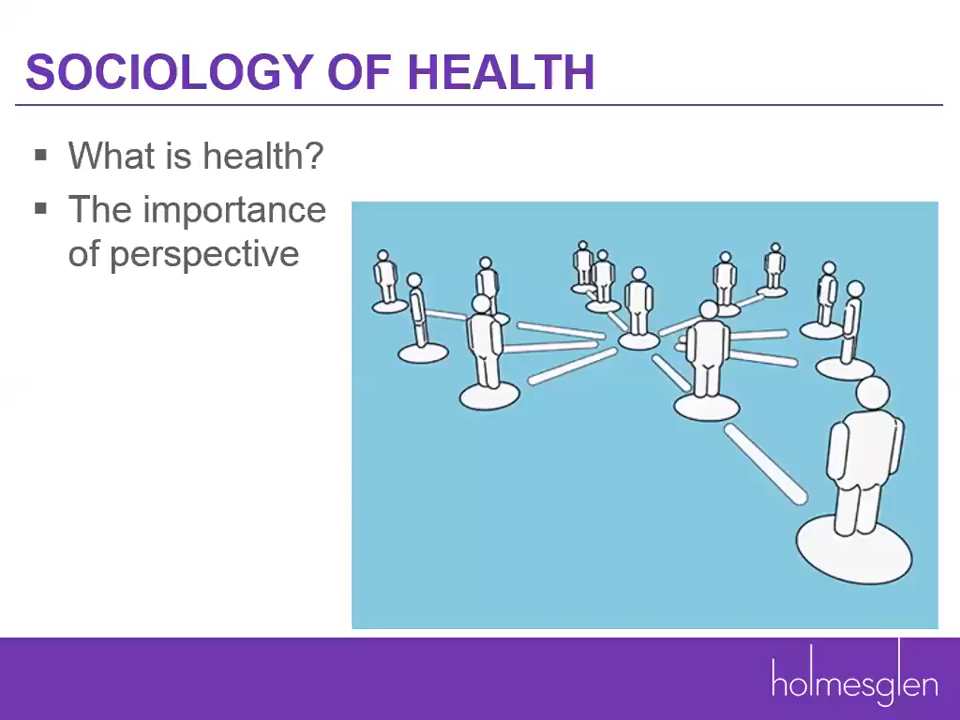 SOCIOLOGY OF HEALTH
▪ What is health?
▪ The importance
of perspective
holmesglen